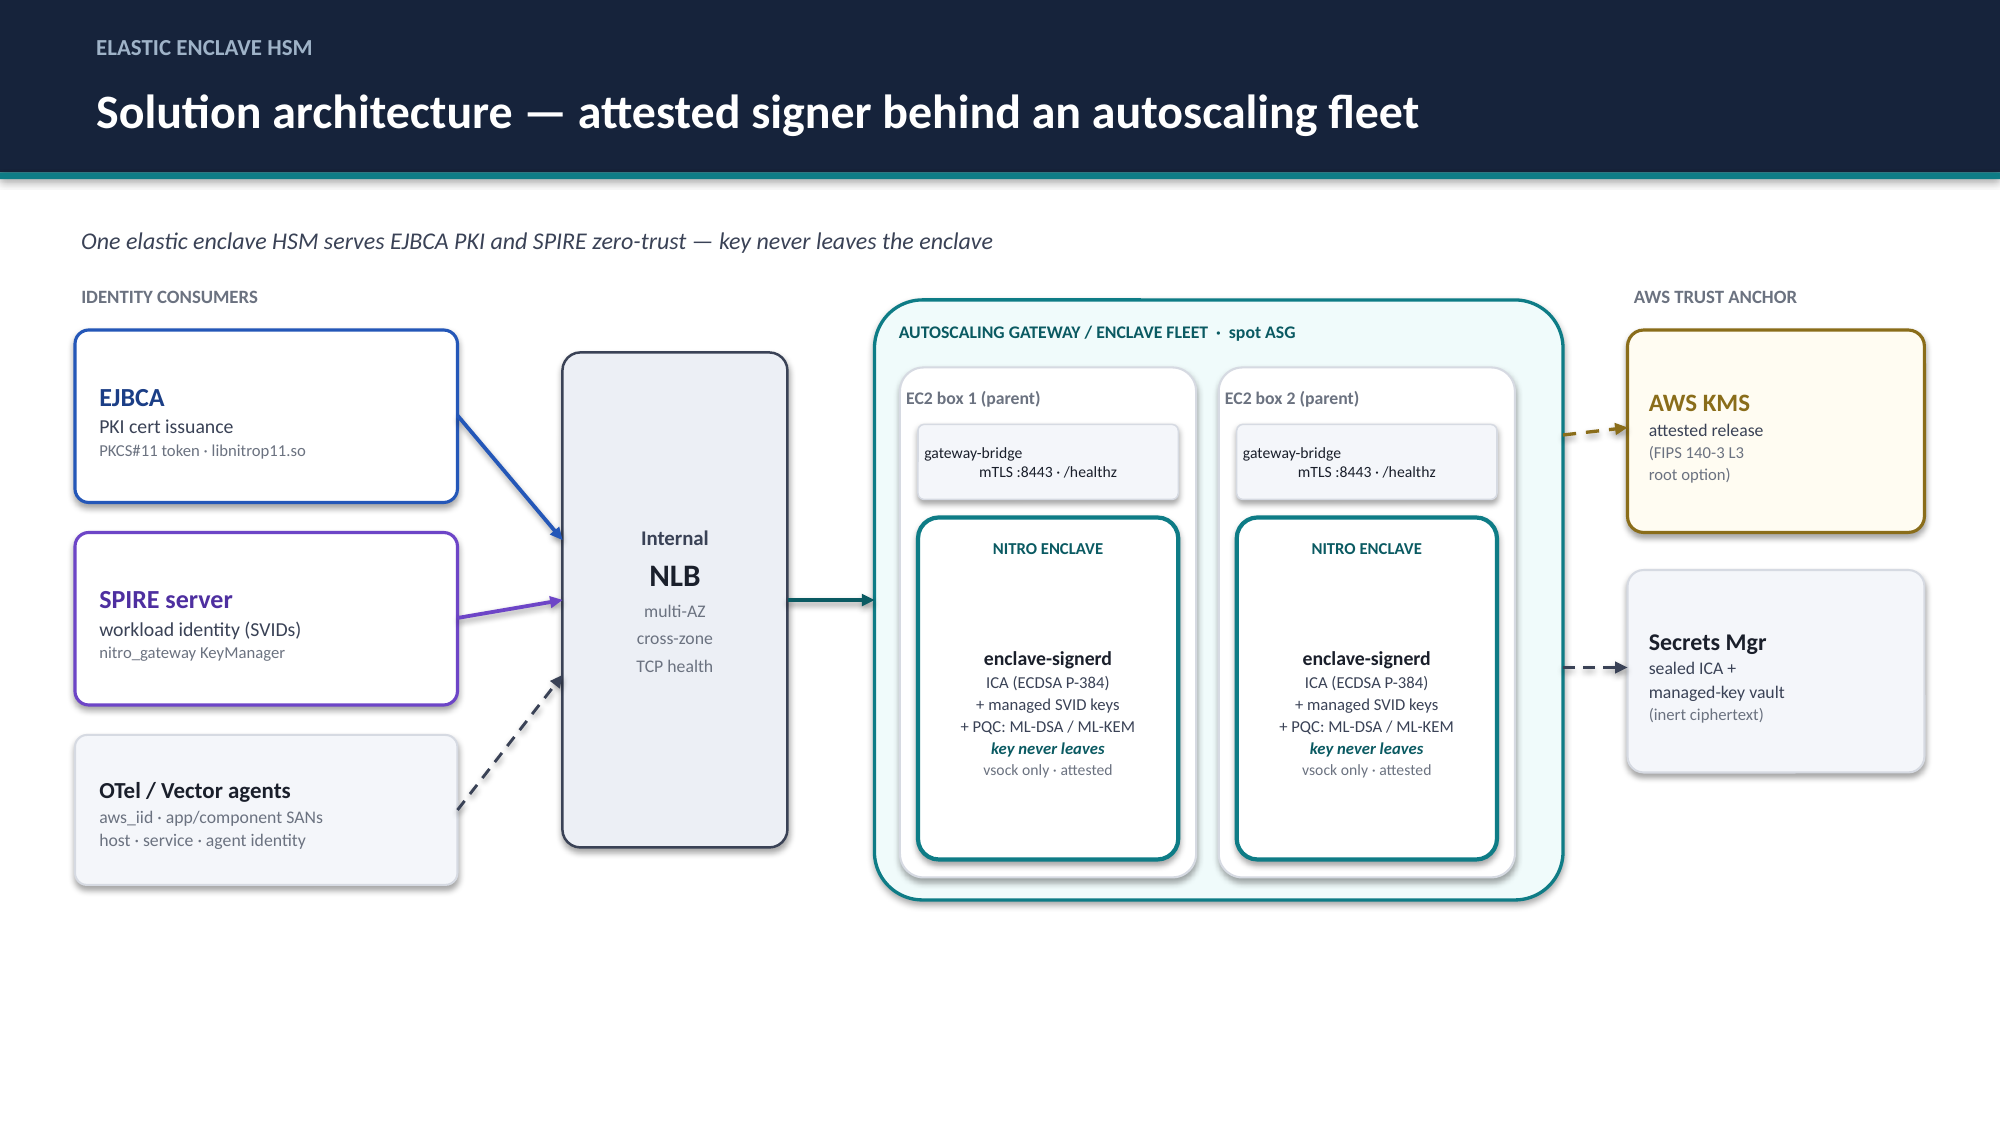 ELASTIC ENCLAVE HSM
Solution architecture — attested signer behind an autoscaling fleet
One elastic enclave HSM serves EJBCA PKI and SPIRE zero-trust — key never leaves the enclave
IDENTITY CONSUMERS
EJBCA
PKI cert issuance
PKCS#11 token · libnitrop11.so
SPIRE server
workload identity (SVIDs)
nitro_gateway KeyManager
OTel / Vector agents
aws_iid · app/component SANs
host · service · agent identity
Internal
NLB
multi-AZ
cross-zone
TCP health
AUTOSCALING GATEWAY / ENCLAVE FLEET · spot ASG
EC2 box 1 (parent)
gateway-bridge
mTLS :8443 · /healthz
NITRO ENCLAVE
enclave-signerd
ICA (ECDSA P-384)
+ managed SVID keys
+ PQC: ML-DSA / ML-KEM
key never leaves
vsock only · attested
EC2 box 2 (parent)
gateway-bridge
mTLS :8443 · /healthz
NITRO ENCLAVE
enclave-signerd
ICA (ECDSA P-384)
+ managed SVID keys
+ PQC: ML-DSA / ML-KEM
key never leaves
vsock only · attested
AWS TRUST ANCHOR
AWS KMS
attested release
(FIPS 140-3 L3
root option)
Secrets Mgr
sealed ICA +
managed-key vault
(inert ciphertext)